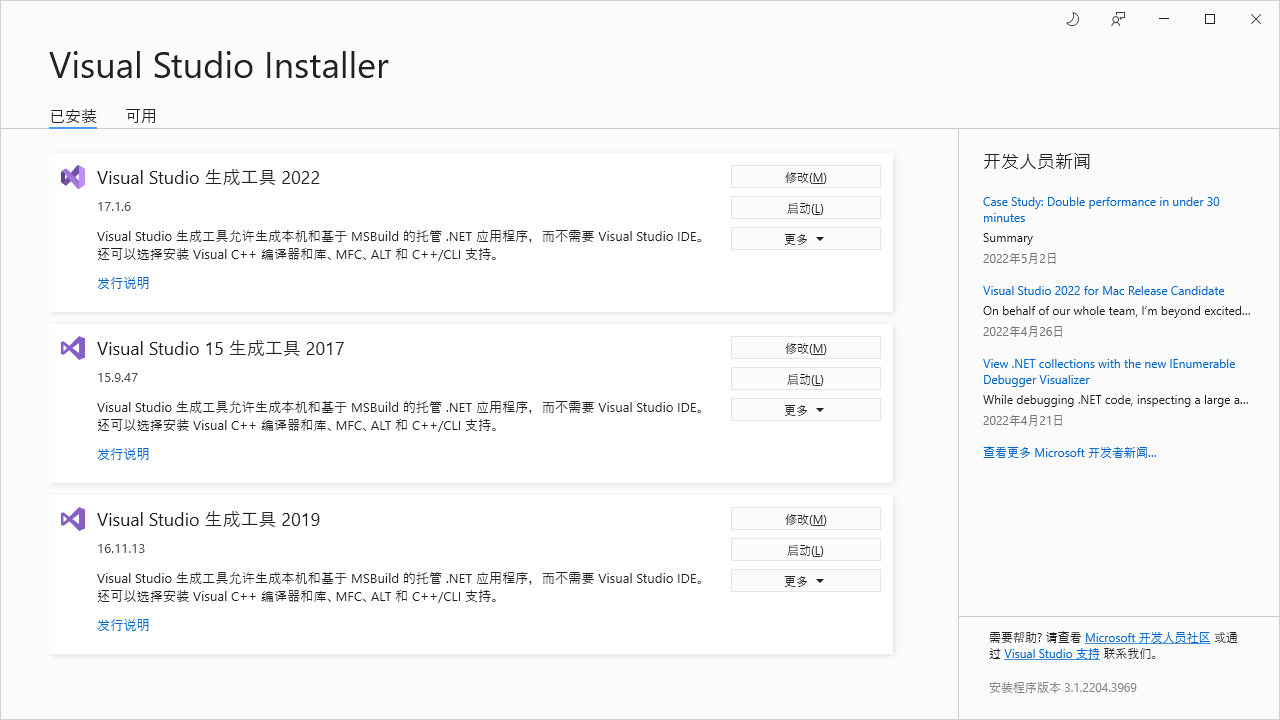 Visual Studio Installer
已安装 可用
Visual Studio 生成工具 2022
17.1.6
Visual Studio 生成工具允许生成本机和基于 MSBuild 的托管 .NET 应用程序，而不需要 Visual Studio IDE。
还可以选择安装 Visual C++ 编译器和库、MFC、ALT 和 C++/CLI 支持。
发行说明
修改(M)
启动(L)
更多
Visual Studio 15 生成工具 2017
15.9.47
Visual Studio 生成工具允许生成本机和基于 MSBuild 的托管 .NET 应用程序，而不需要 Visual Studio IDE。
还可以选择安装 Visual C++ 编译器和库、MFC、ALT 和 C++/CLI 支持。
发行说明
修改(M)
启动(L)
更多
Visual Studio 生成工具 2019
16.11.13
Visual Studio 生成工具允许生成本机和基于 MSBuild 的托管 .NET 应用程序，而不需要 Visual Studio IDE。
还可以选择安装 Visual C++ 编译器和库、MFC、ALT 和 C++/CLI 支持。
发行说明
修改(M)
启动(L)
更多
开发人员新闻
Case Study: Double performance in under 30
minutes
Summary
2022年5月2日
Visual Studio 2022 for Mac Release Candidate
On behalf of our whole team, I’m beyond excited...
2022年4月26日
View .NET collections with the new IEnumerable
Debugger Visualizer
While debugging .NET code, inspecting a large a...
2022年4月21日
查看更多 Microsoft 开发者新闻...
需要帮助? 请查看 Microsoft 开发人员社区 或通
过 Visual Studio 支持 联系我们。
安装程序版本 3.1.2204.3969